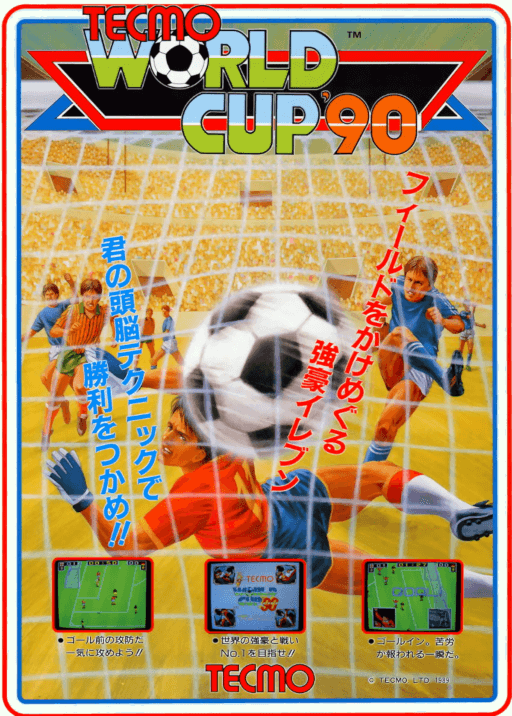 TECMO
WORLD
CUP '90
TM
フィールドをかけめぐる
強豪イレブン
君の頭脳テクニックで
勝利をつかめ!!
TECMO
● ゴール前の攻防だ
一気に攻めよう!!
● 世界の強豪と戦い
No.1を目指せ!!
● ゴールイン。苦労
が報われる一瞬だ。
TECMO
© TECMO LTD 1989